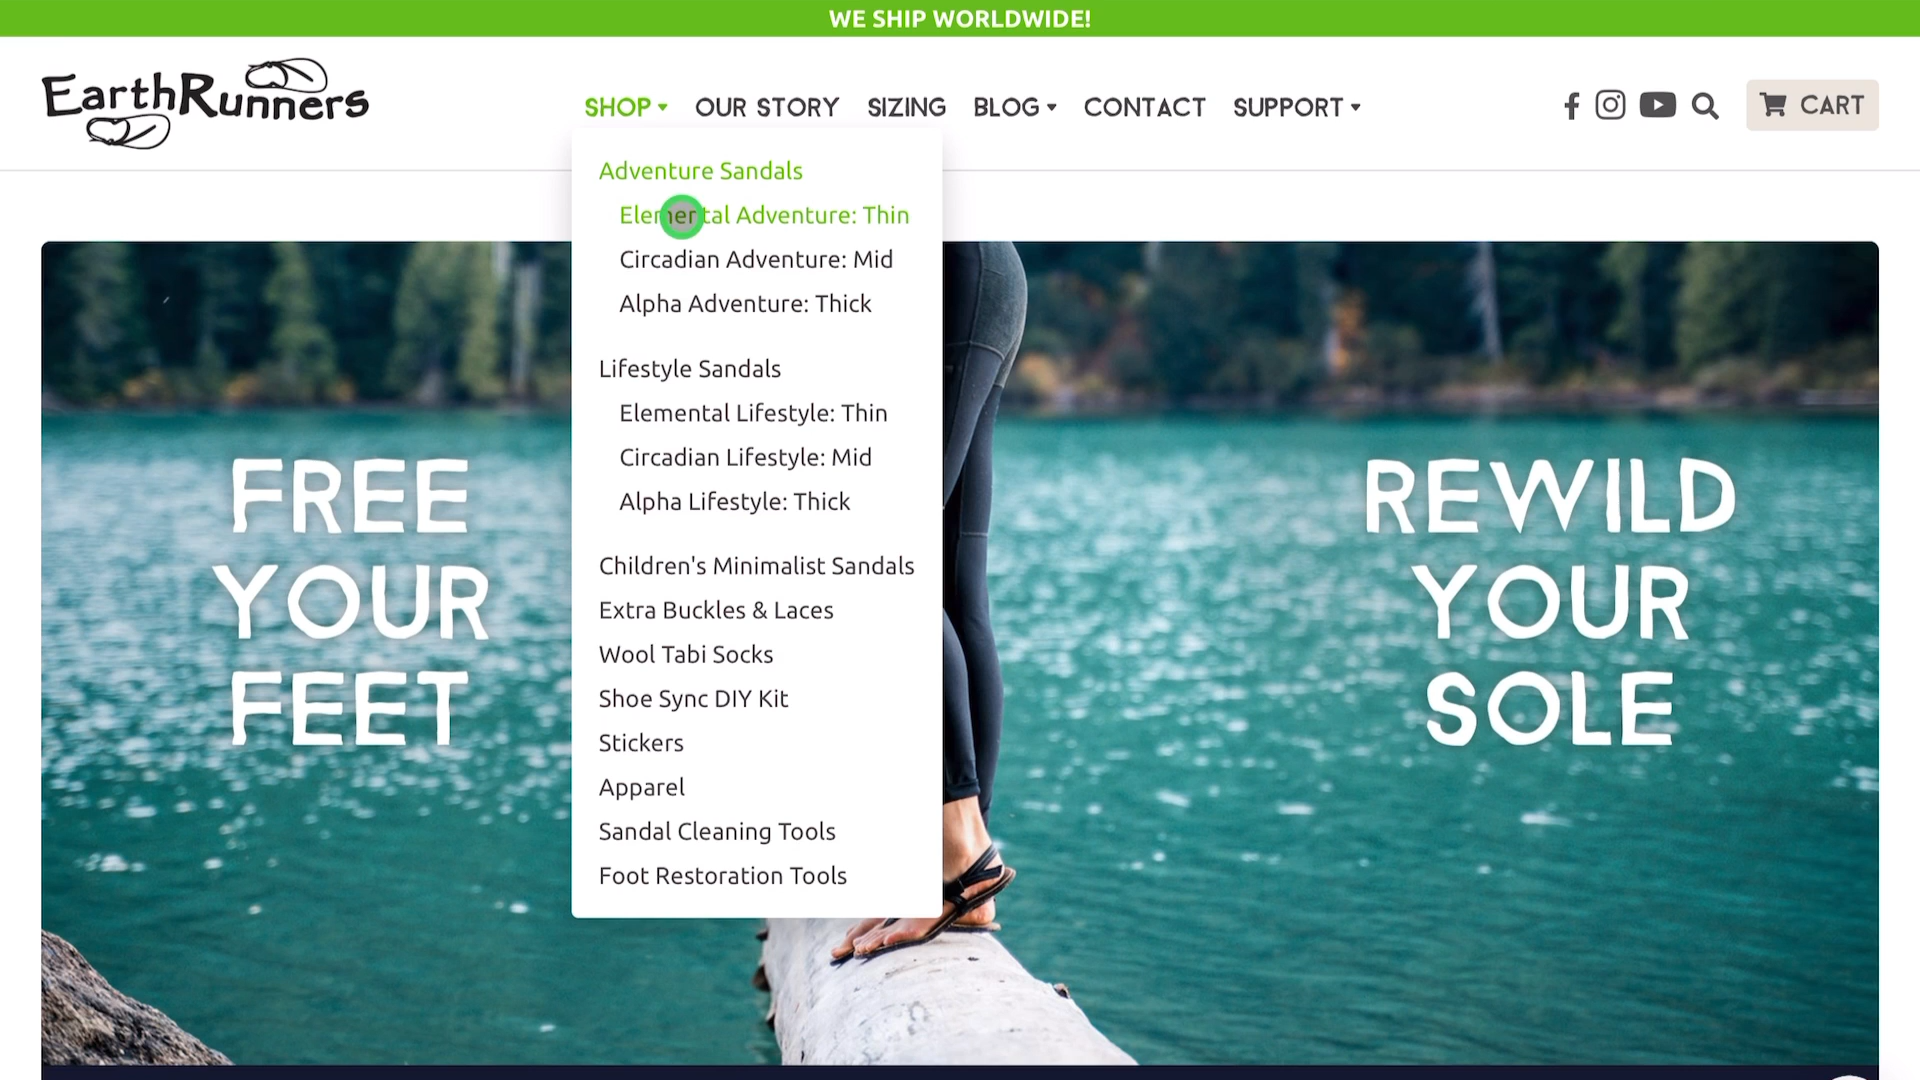 WE SHIP WORLDWIDE!
EarthRunners
SHOP
OUR STORY
SIZING
BLOG
CONTACT
SUPPORT
CART
Adventure Sandals
Elemental Adventure: Thin
Circadian Adventure: Mid
Alpha Adventure: Thick
Lifestyle Sandals
Elemental Lifestyle: Thin
Circadian Lifestyle: Mid
Alpha Lifestyle: Thick
Children's Minimalist Sandals
Extra Buckles & Laces
Wool Tabi Socks
Shoe Sync DIY Kit
Stickers
Apparel
Sandal Cleaning Tools
Foot Restoration Tools
FREE
YOUR
FEET
REWILD
YOUR
SOLE